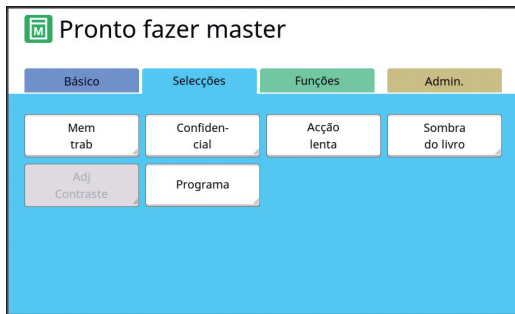 M Pronto fazer master
Básico Selecções Funções Admin.
Mem
trab
Confiden-
cial
Acção
lenta
Sombra
do livro
Adj
Contraste
Programa